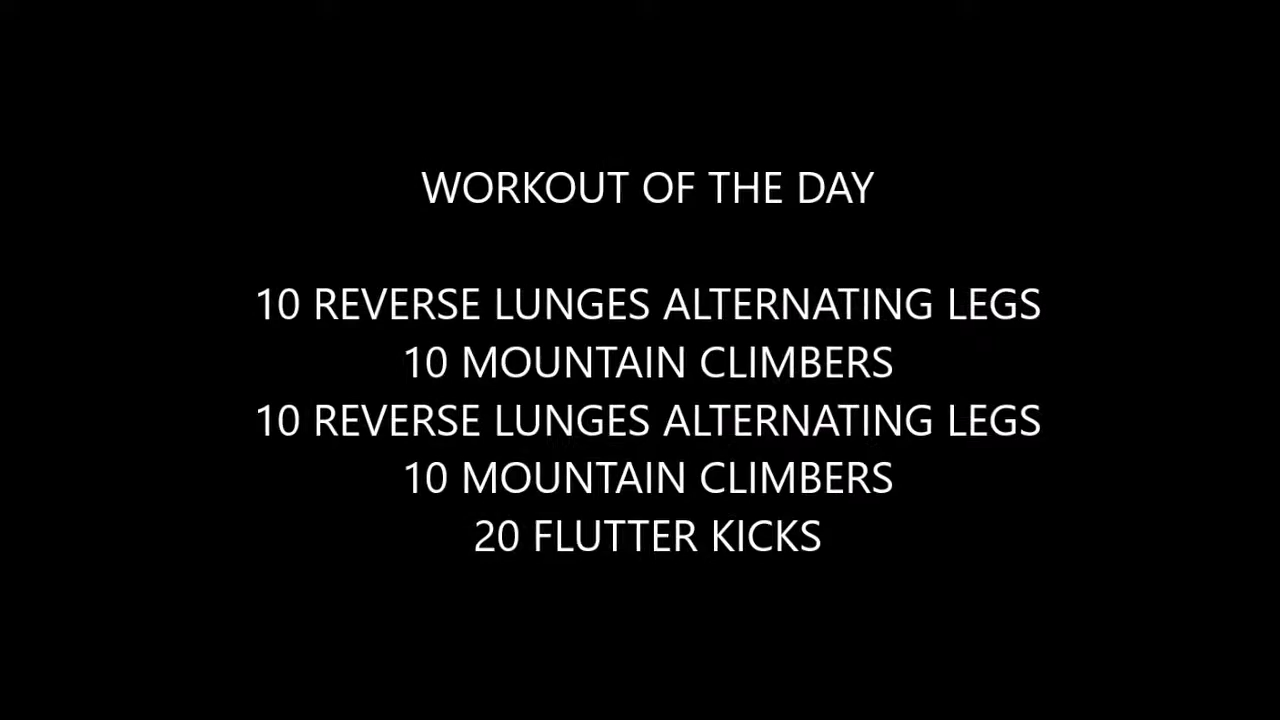 WORKOUT OF THE DAY
10 REVERSE LUNGES ALTERNATING LEGS
10 MOUNTAIN CLIMBERS
10 REVERSE LUNGES ALTERNATING LEGS
10 MOUNTAIN CLIMBERS
20 FLUTTER KICKS